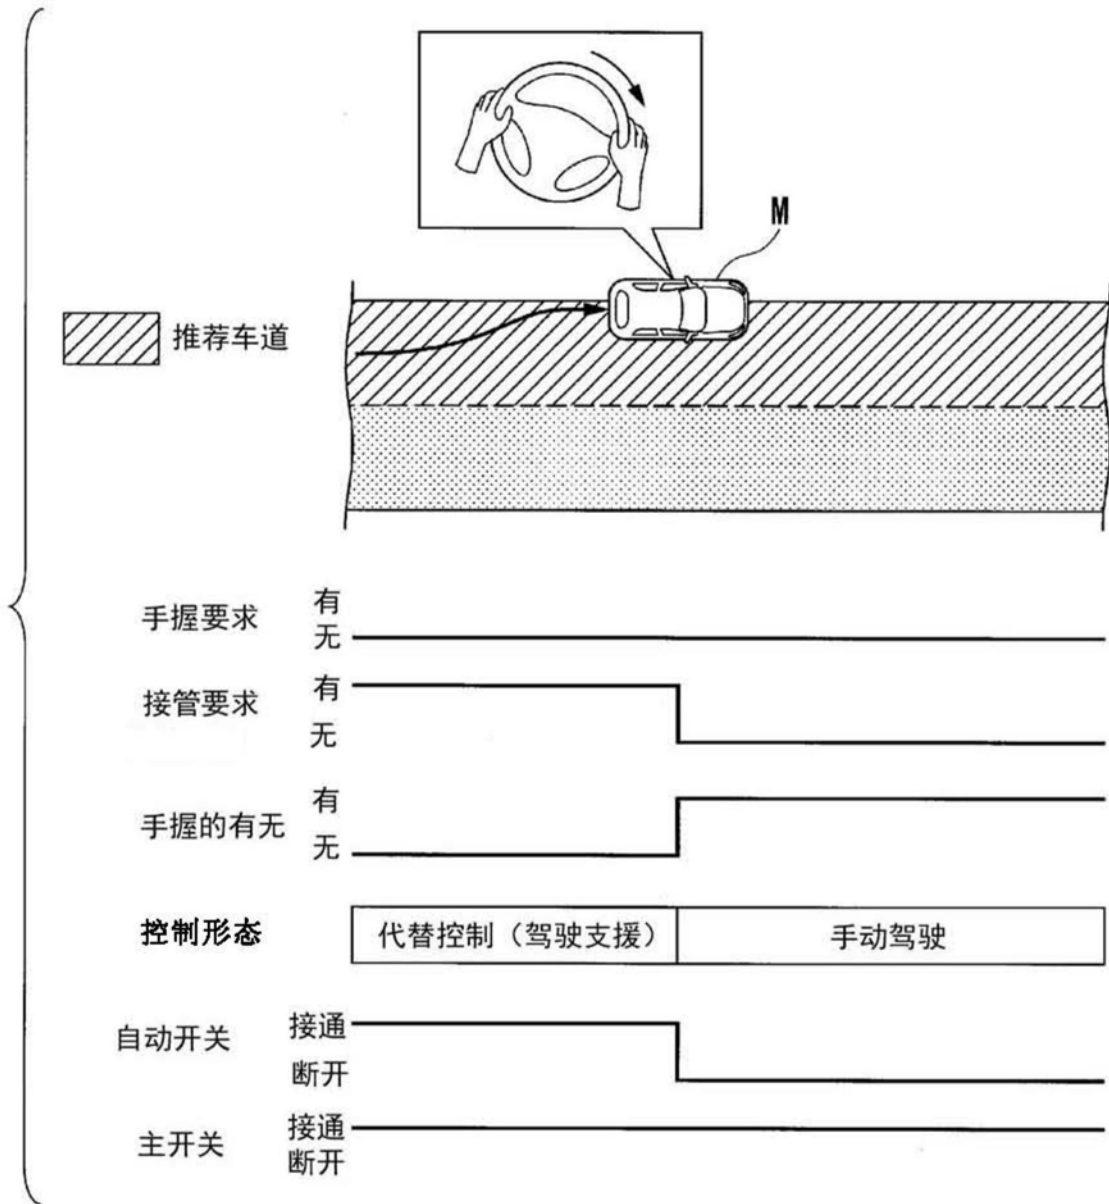 M
推荐车道
手握要求
有
无
接管要求
有
无
手握的有无
有
无
控制形态
代替控制（驾驶支援）
手动驾驶
自动开关
接通
断开
主开关
接通
断开